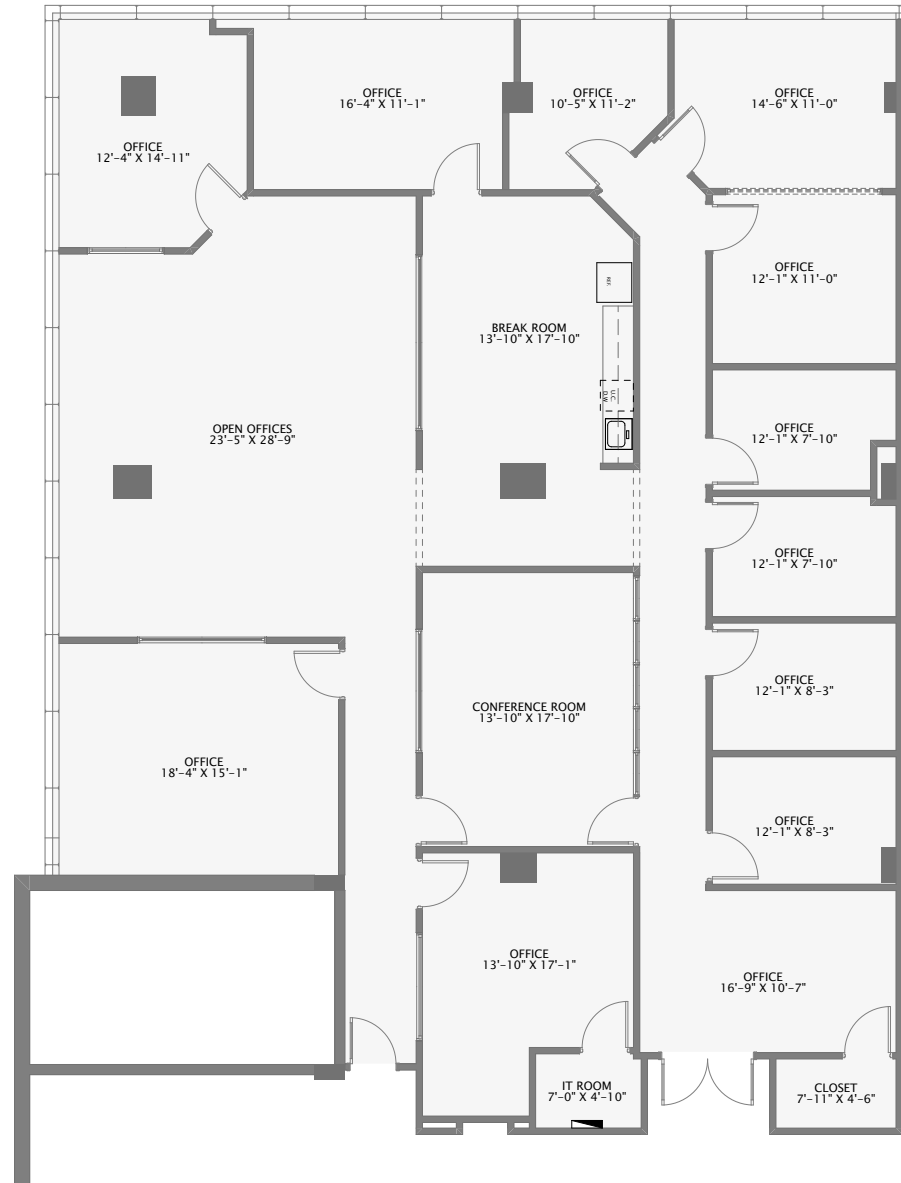 OFFICE
16'-4" X 11'-1"
OFFICE
10'-5" X 11'-2"
OFFICE
14'-6" X 11'-0"
OFFICE
12'-4" X 14'-11"
OFFICE
12'-1" X 11'-0"
REF.
BREAK ROOM
13'-10" X 17'-10"
U.C.
D.W.
OPEN OFFICES
23'-5" X 28'-9"
OFFICE
12'-1" X 7'-10"
OFFICE
12'-1" X 7'-10"
OFFICE
12'-1" X 8'-3"
CONFERENCE ROOM
13'-10" X 17'-10"
OFFICE
18'-4" X 15'-1"
OFFICE
12'-1" X 8'-3"
OFFICE
13'-10" X 17'-1"
OFFICE
16'-9" X 10'-7"
IT ROOM
7'-0" X 4'-10"
CLOSET
7'-11" X 4'-6"